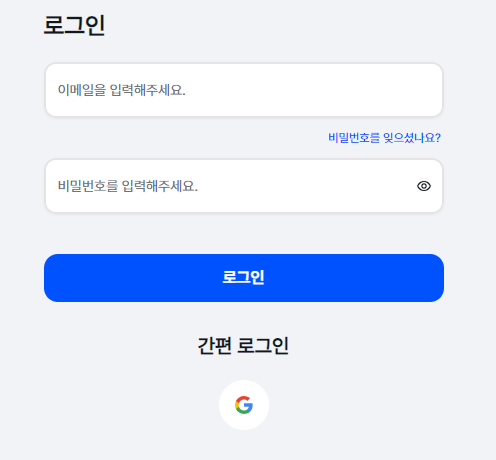 로그인
이메일을 입력해주세요.
비밀번호를 잊으셨나요?
비밀번호를 입력해주세요.
로그인
간편 로그인